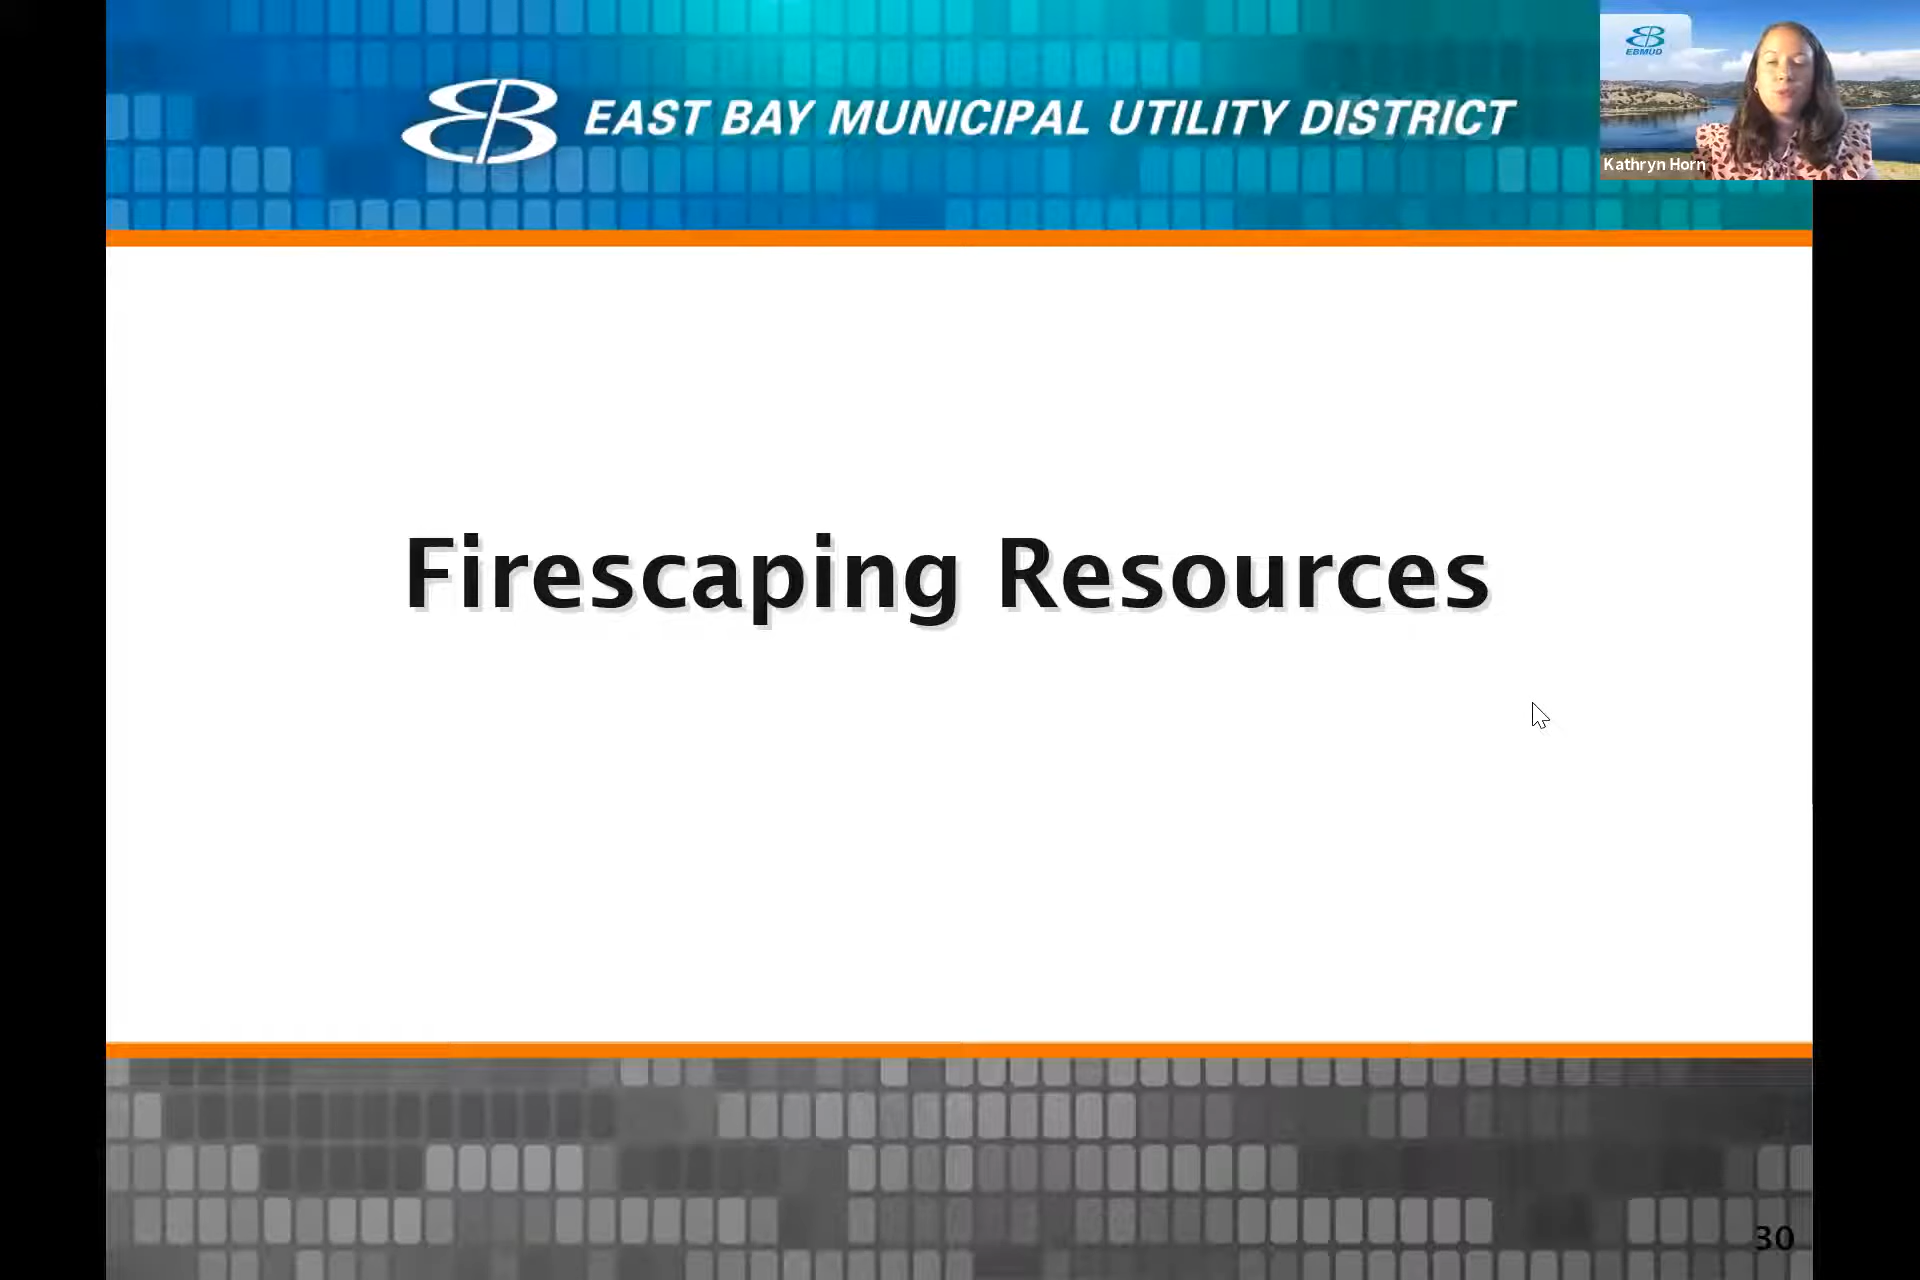 EAST BAY MUNICIPAL UTILITY DISTRICT
EBMUD
Kathryn Horn
Firescaping Resources
30